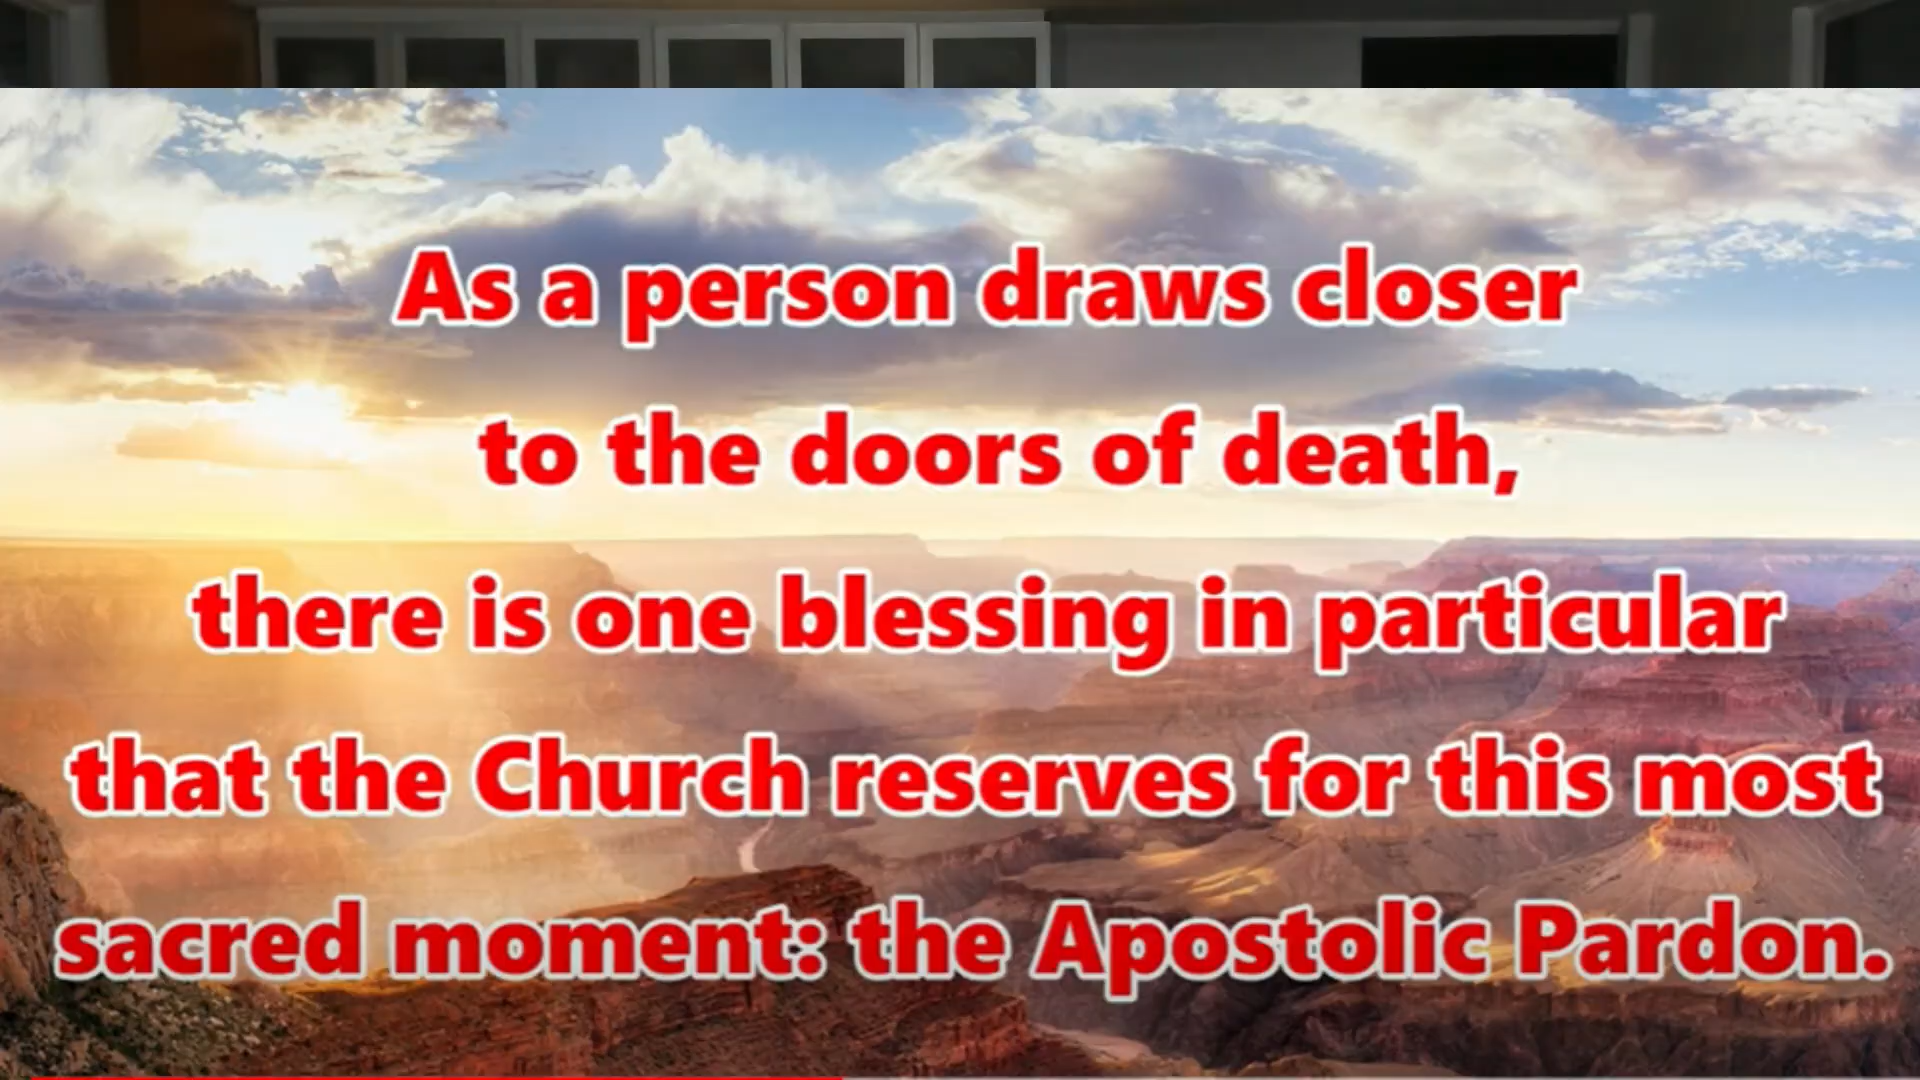 As a person draws closer
to the doors of death,
there is one blessing in particular
that the Church reserves for this most
sacred moment: the Apostolic Pardon.